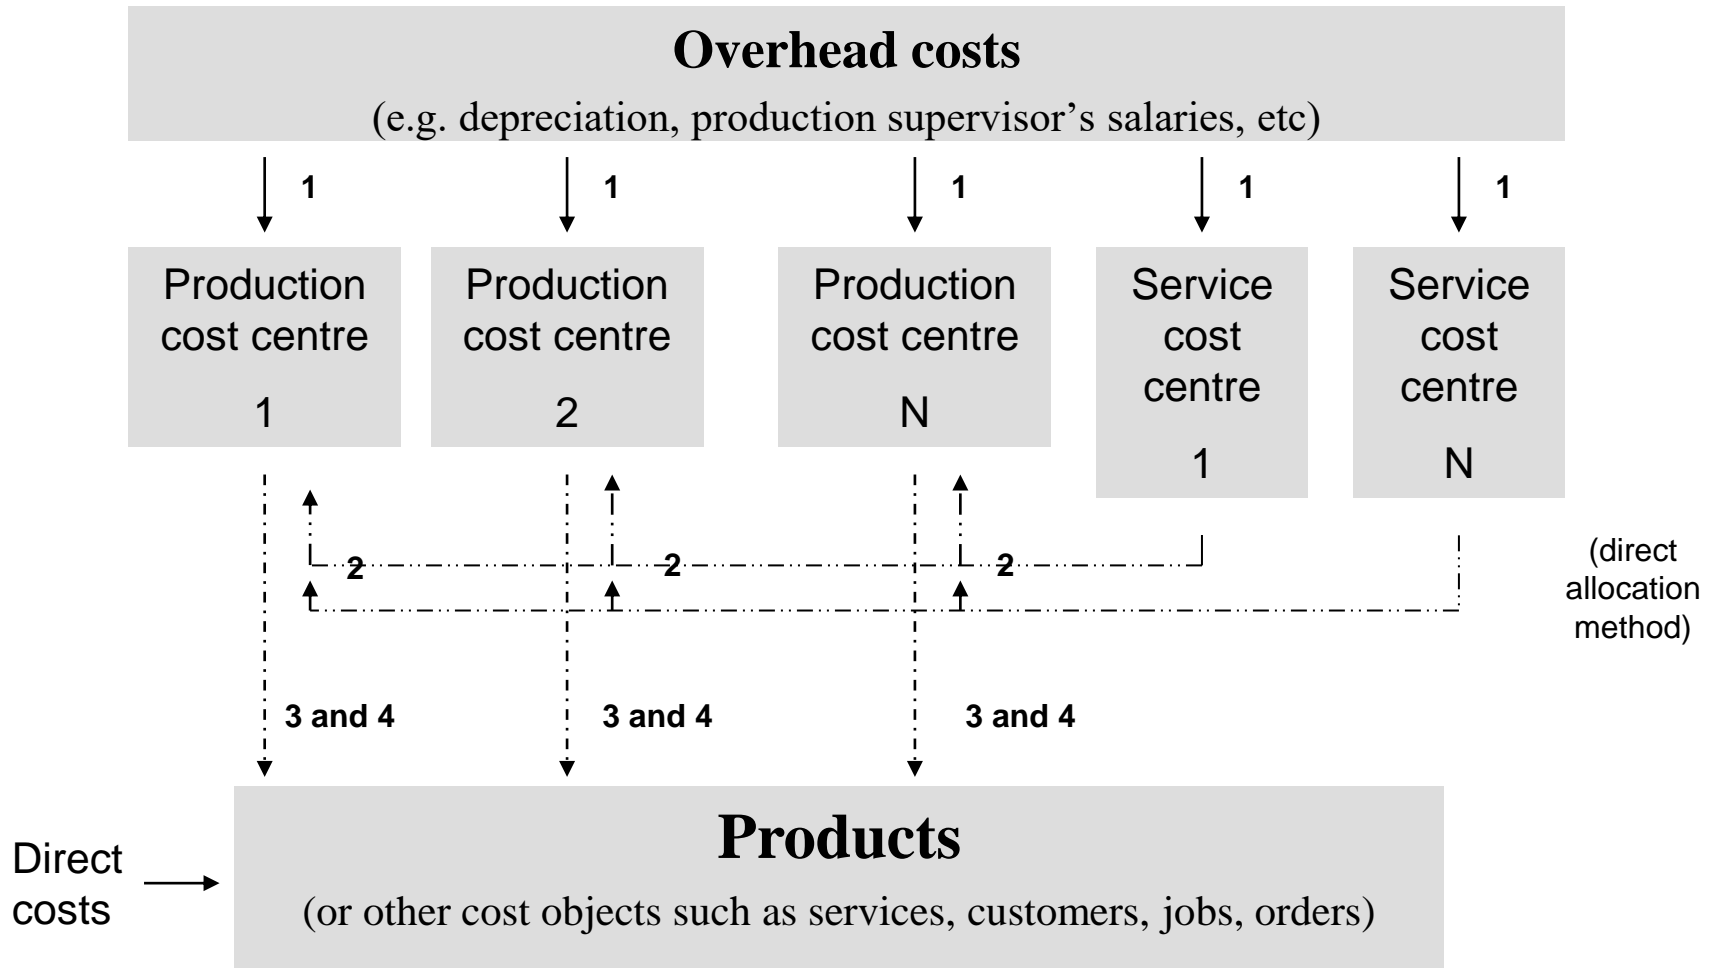 Overhead costs
(e.g. depreciation, production supervisor’s salaries, etc)
1
1
1
1
1
Production
cost centre
1
Production
cost centre
2
Production
cost centre
N
Service
cost
centre
1
Service
cost
centre
N
2
2
2
(direct
allocation
method)
3 and 4
3 and 4
3 and 4
Direct
costs
Products
(or other cost objects such as services, customers, jobs, orders)